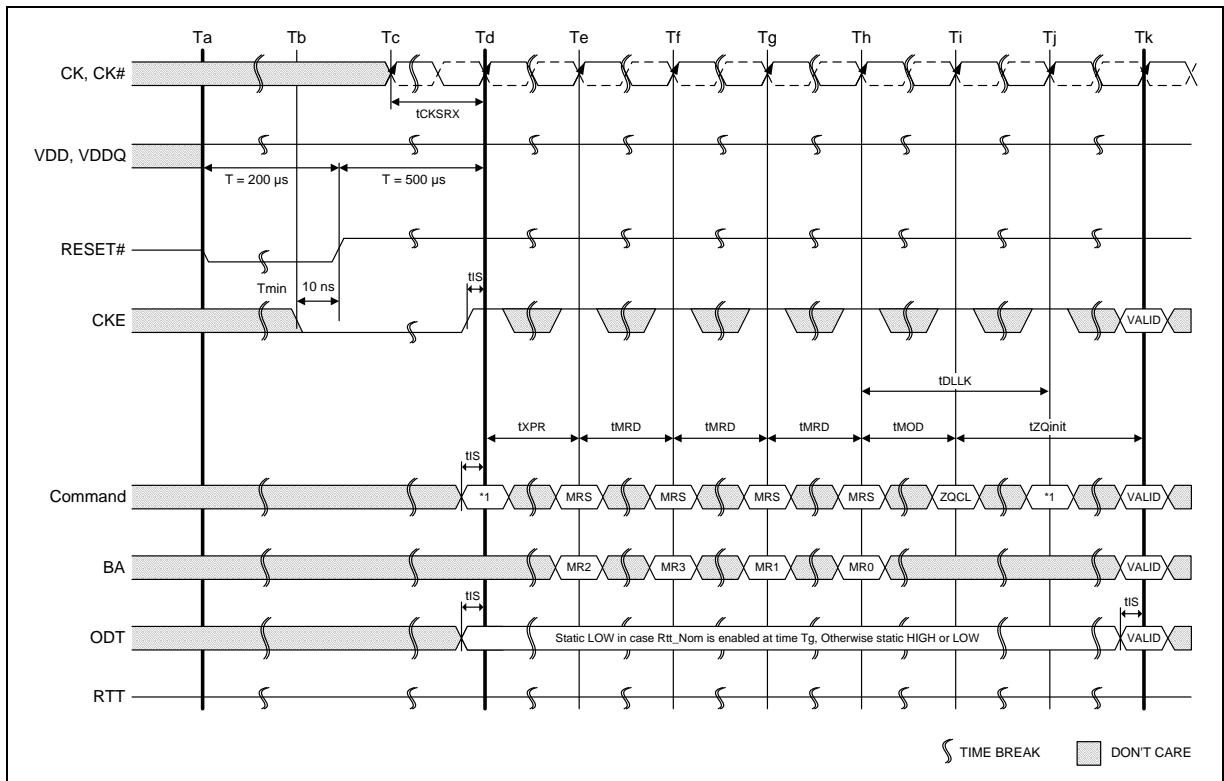 Ta Tb Tc Td Te Tf Tg Th Ti Tj Tk
CK, CK#
tCKSRX
VDD, VDDQ
T = 200 µs T = 500 µs
RESET#
Tmin 10 ns tIS
CKE VALID
tDLLK
tXPR tMRD tMRD tMRD tMOD tZQinit
tIS
Command *1 MRS MRS MRS MRS ZQCL *1 VALID
BA MR2 MR3 MR1 MR0 VALID
tIS tIS
ODT Static LOW in case Rtt_Nom is enabled at time Tg, Otherwise static HIGH or LOW VALID
RTT
TIME BREAK DON'T CARE